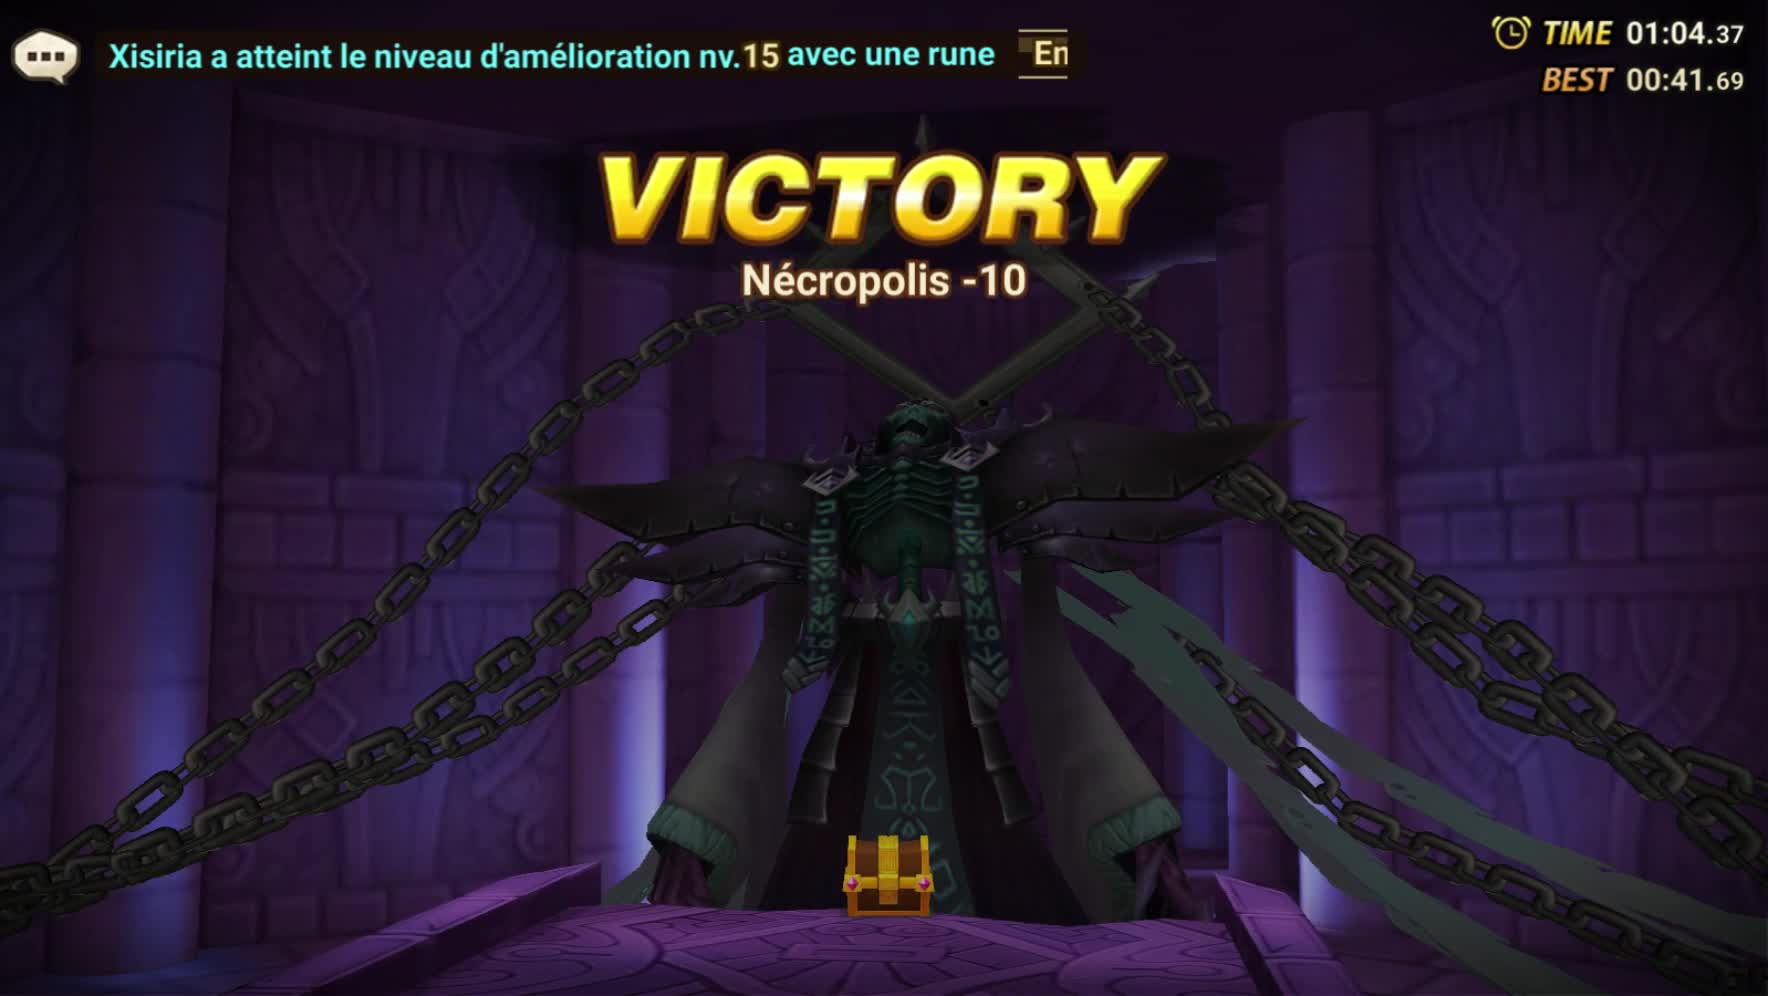 Xisiria a atteint le niveau d'amélioration nv.15 avec une rune En
TIME 01:04.37
BEST 00:41.69
VICTORY
Nécropolis -10